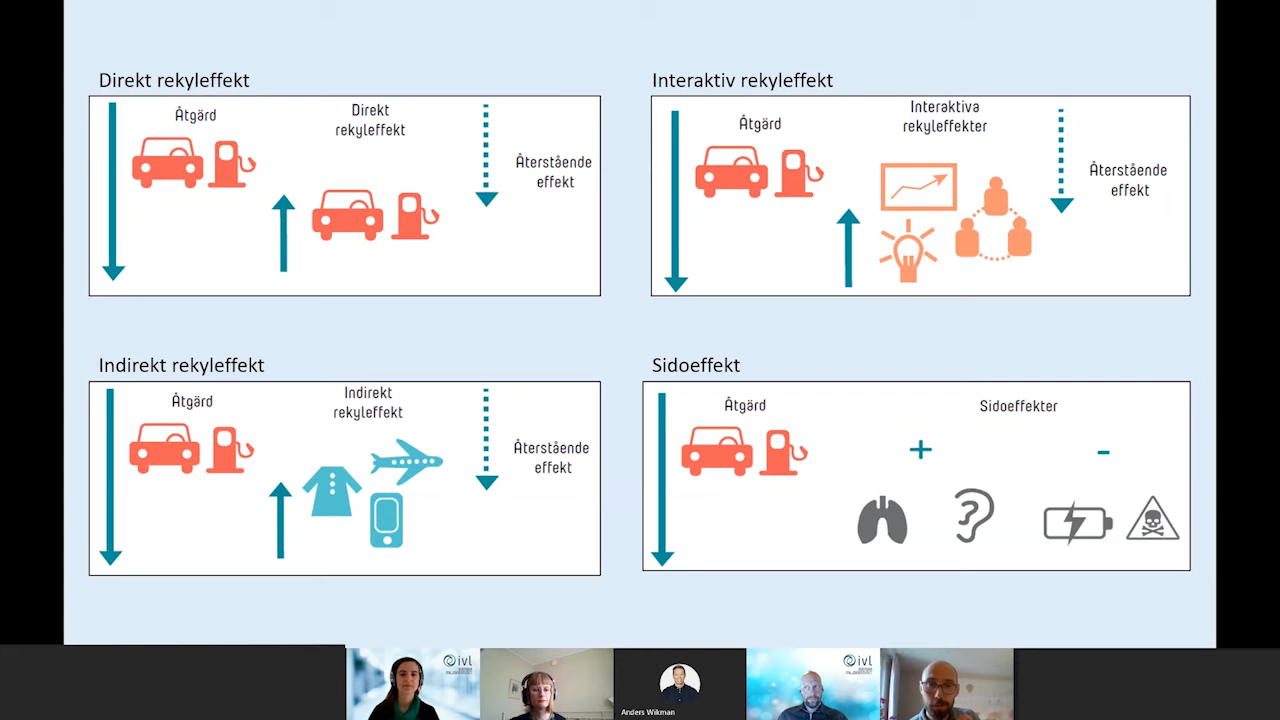 Direkt rekyleffekt
Åtgärd
Direkt
rekyleffekt
Återstående
effekt
Interaktiv rekyleffekt
Åtgärd
Interaktiva
rekyleffekter
Återstående
effekt
Indirekt rekyleffekt
Åtgärd
Indirekt
rekyleffekt
Återstående
effekt
Sidoeffekt
Åtgärd
Sidoeffekter
+
-
ivl
Anders Wikman
ivl